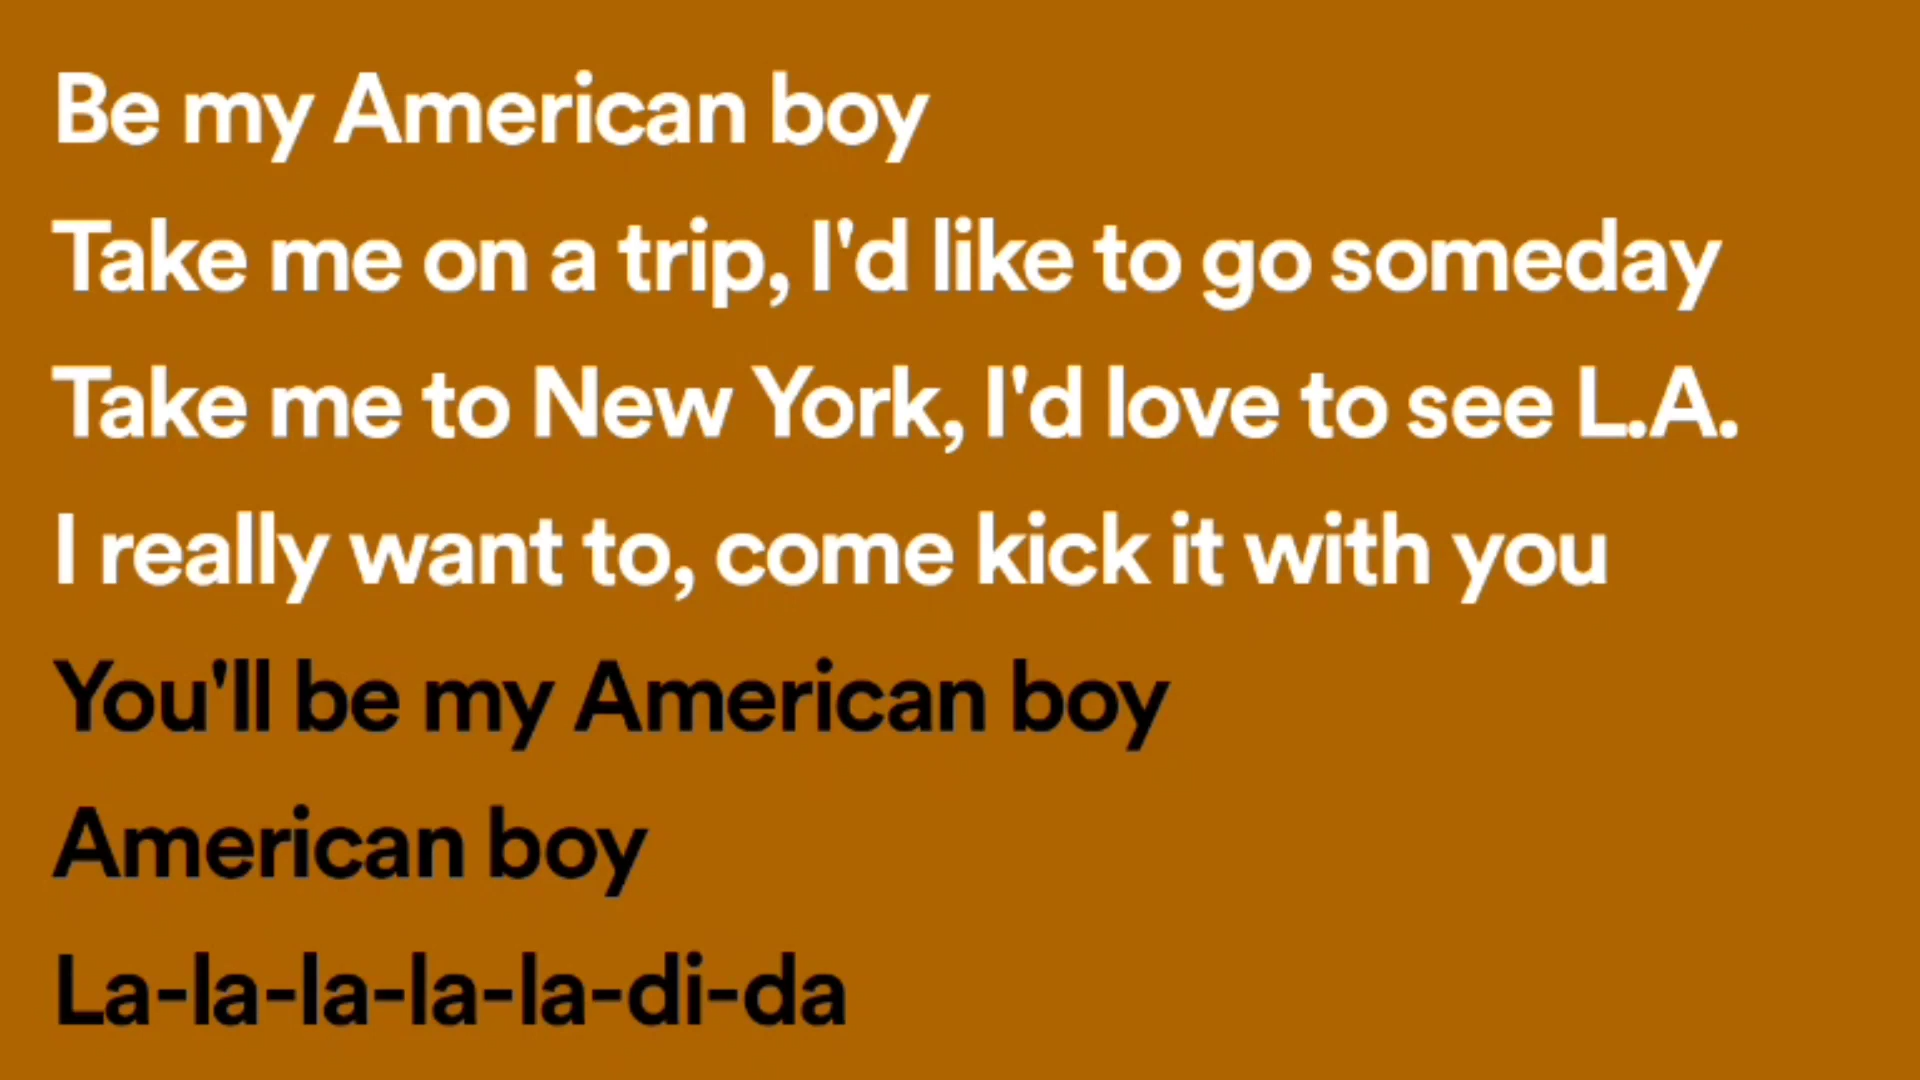 Be my American boy
Take me on a trip, I'd like to go someday
Take me to New York, I'd love to see L.A.
I really want to, come kick it with you
You'll be my American boy
American boy
La-la-la-la-la-di-da